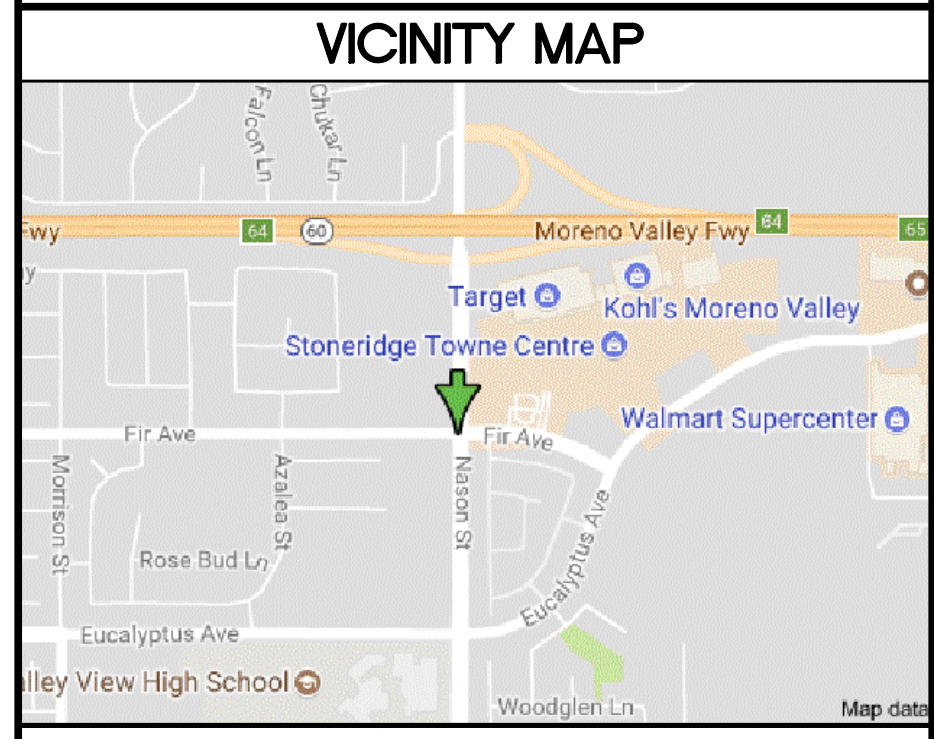 VICINITY MAP
Falcon Ln
Chukar Ln
Fwy
64
60
Moreno Valley Fwy
64
65
y
Target
Kohl's Moreno Valley
Stoneridge Towne Centre
Walmart Supercenter
Fir Ave
Fir Ave
Morrison St
Azalea St
Nason St
Rose Bud Ln
Eucalyptus Ave
Eucalyptus Ave
lley View High School
Woodglen Ln
Map data